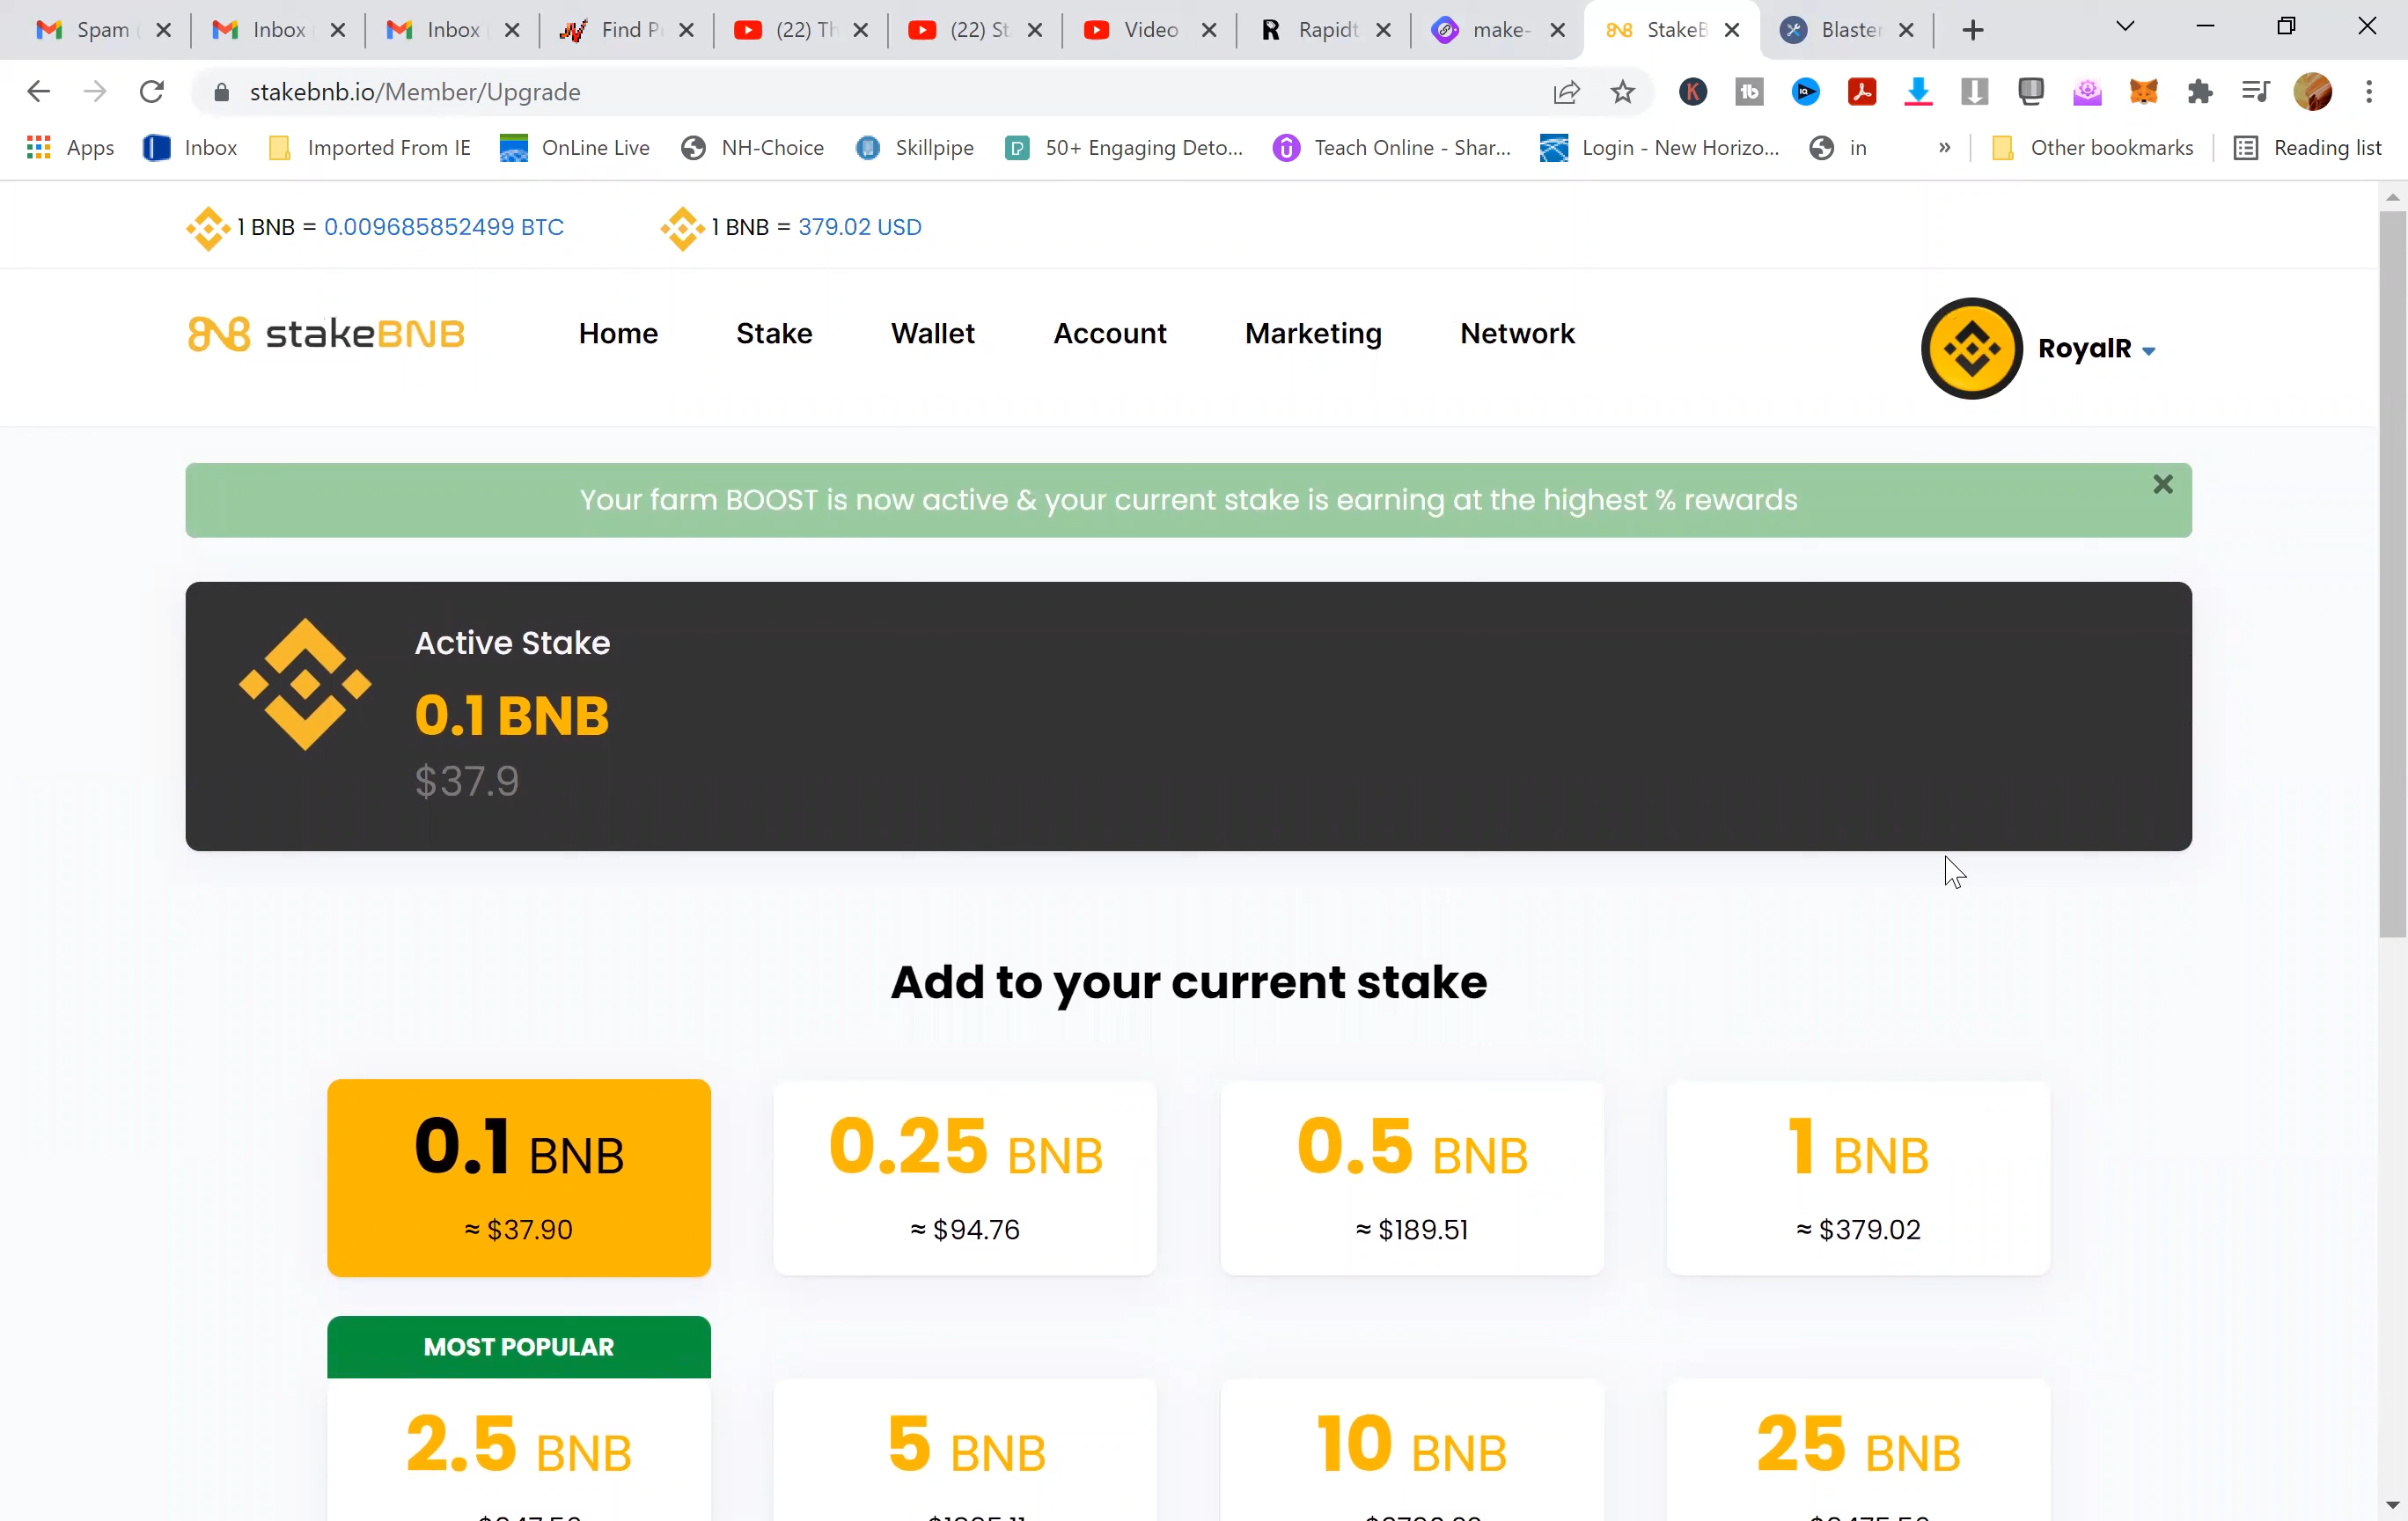 Spam
Inbox
Inbox
Find P
(22) Th
(22) St
Video
Rapidt
make-
StakeB
Blaster
stakebnb.io/Member/Upgrade
Apps
Inbox
Imported From IE
OnLine Live
NH-Choice
Skillpipe
50+ Engaging Deto...
Teach Online - Shar...
Login - New Horizo...
in
»
Other bookmarks
Reading list
1 BNB = 0.009685852499 BTC
1 BNB = 379.02 USD
stakeBNB
Home
Stake
Wallet
Account
Marketing
Network
RoyalR
Your farm BOOST is now active & your current stake is earning at the highest % rewards
Active Stake
0.1 BNB
$37.9
Add to your current stake
0.1 BNB
≈ $37.90
0.25 BNB
≈ $94.76
0.5 BNB
≈ $189.51
1 BNB
≈ $379.02
MOST POPULAR
2.5 BNB
5 BNB
10 BNB
25 BNB